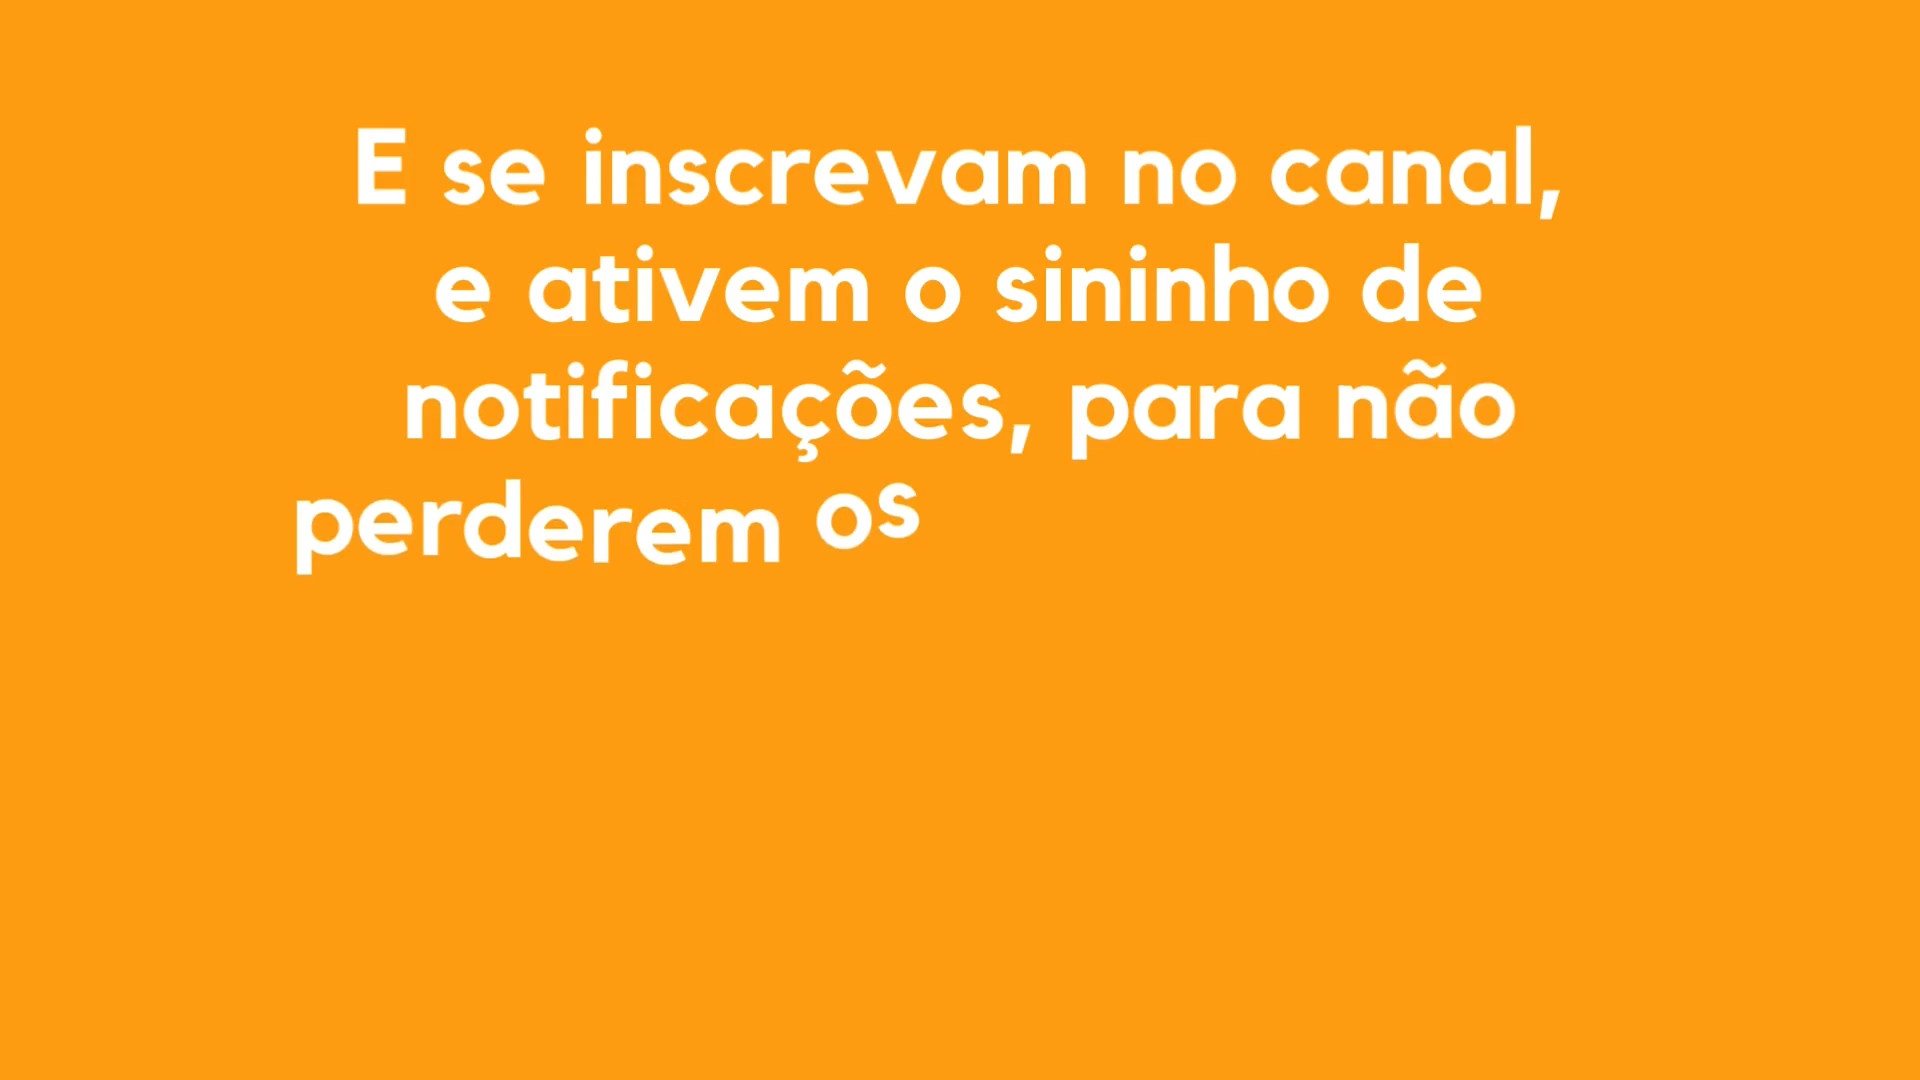 E se inscrevam no canal,
e ativem o sininho de
notificações, para não
perderem os